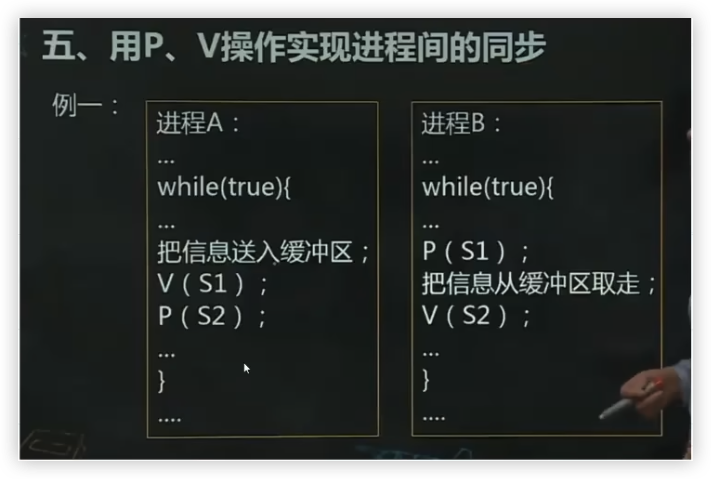 五、用P、V操作实现进程间的同步
例一：
进程A：
...
while(true){
...
把信息送入缓冲区；
V（S1）；
P（S2）；
...
}
....
进程B：
...
while(true){
...
P（S1）；
把信息从缓冲区取走；
V（S2）；
...
}
....